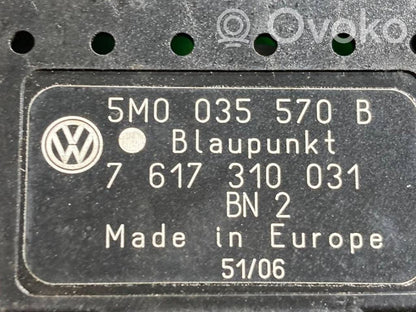 Ovoko
5M0 035 570 B
Blaupunkt
7 617 310 031
BN 2
Made in Europe
51/06